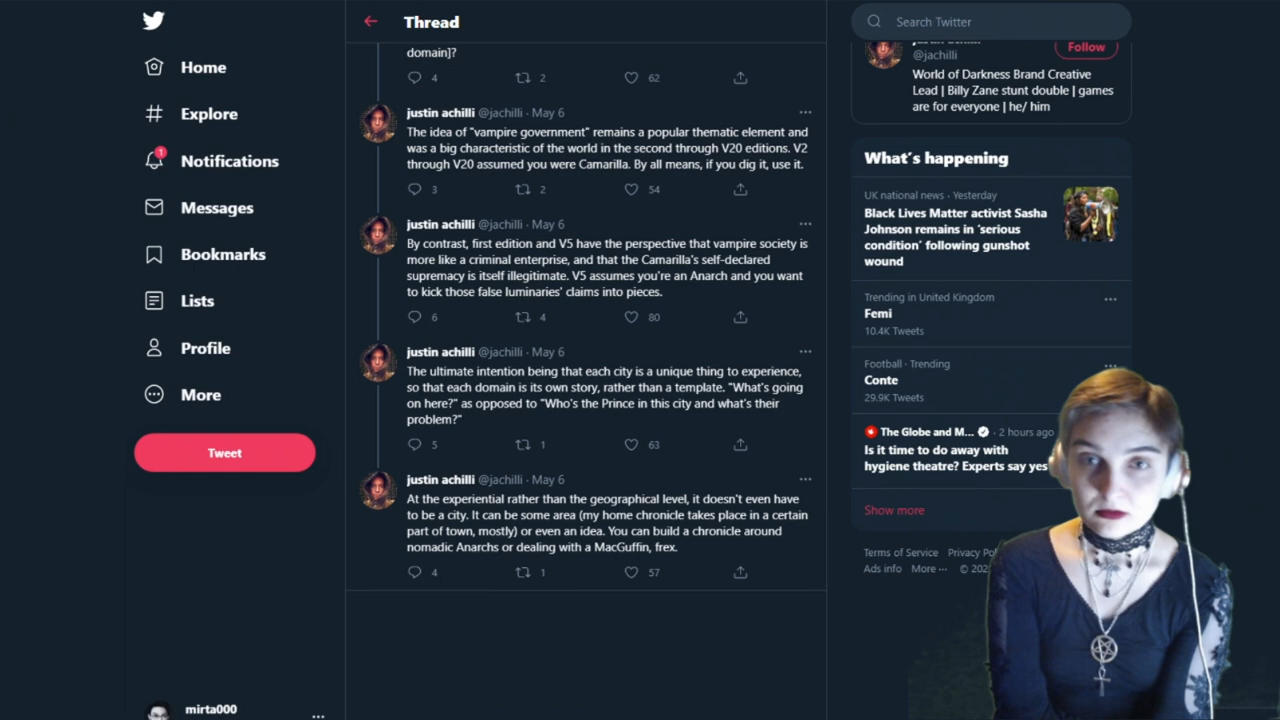 Home
Explore
1
Notifications
Messages
Bookmarks
Lists
Profile
More
Tweet
mirta000
Thread
domain]?
4 2 62
justin achilli @jachilli · May 6
The idea of "vampire government" remains a popular thematic element and
was a big characteristic of the world in the second through V20 editions. V2
through V20 assumed you were Camarilla. By all means, if you dig it, use it.
3 2 54
justin achilli @jachilli · May 6
By contrast, first edition and V5 have the perspective that vampire society is
more like a criminal enterprise, and that the Camarilla's self-declared
supremacy is itself illegitimate. V5 assumes you're an Anarch and you want
to kick those false luminaries' claims into pieces.
6 4 80
justin achilli @jachilli · May 6
The ultimate intention being that each city is a unique thing to experience,
so that each domain is its own story, rather than a template. "What's going
on here?" as opposed to "Who's the Prince in this city and what's their
problem?"
5 1 63
justin achilli @jachilli · May 6
At the experiential rather than the geographical level, it doesn't even have
to be a city. It can be some area (my home chronicle takes place in a certain
part of town, mostly) or even an idea. You can build a chronicle around
nomadic Anarchs or dealing with a MacGuffin, frex.
4 1 57
Search Twitter
@jachilli
Follow
World of Darkness Brand Creative
Lead | Billy Zane stunt double | games
are for everyone | he/ him
What's happening
UK national news · Yesterday
Black Lives Matter activist Sasha
Johnson remains in 'serious
condition' following gunshot
wound
Trending in United Kingdom
Femi
10.4K Tweets
Football · Trending
Conte
29.9K Tweets
The Globe and M... · 2 hours ago
Is it time to do away with
hygiene theatre? Experts say yes
Show more
Terms of Service Privacy
Ads info More ··· ©